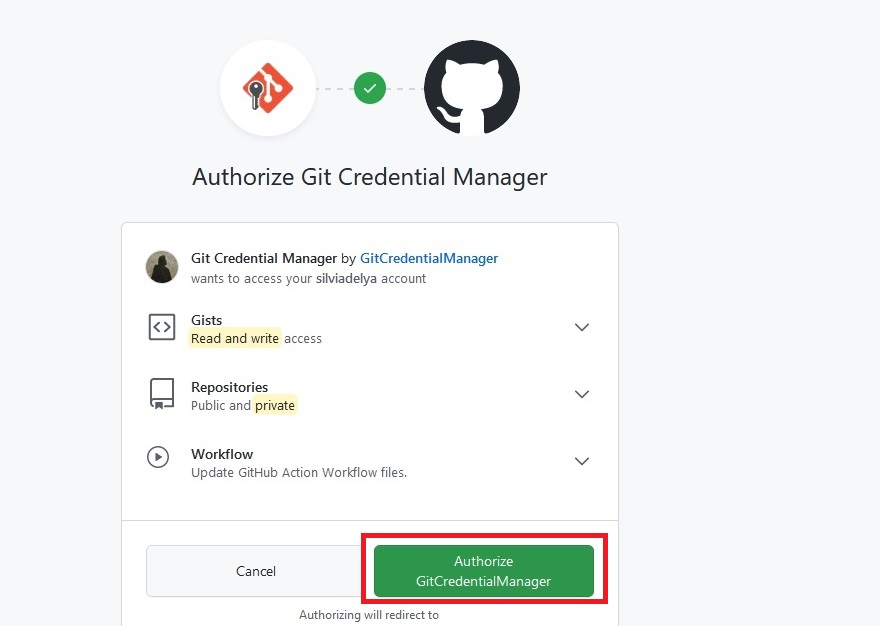 Authorize Git Credential Manager
Git Credential Manager by GitCredentialManager
wants to access your silviadelya account
Gists
Read and write access
Repositories
Public and private
Workflow
Update GitHub Action Workflow files.
Cancel
Authorize
GitCredentialManager
Authorizing will redirect to